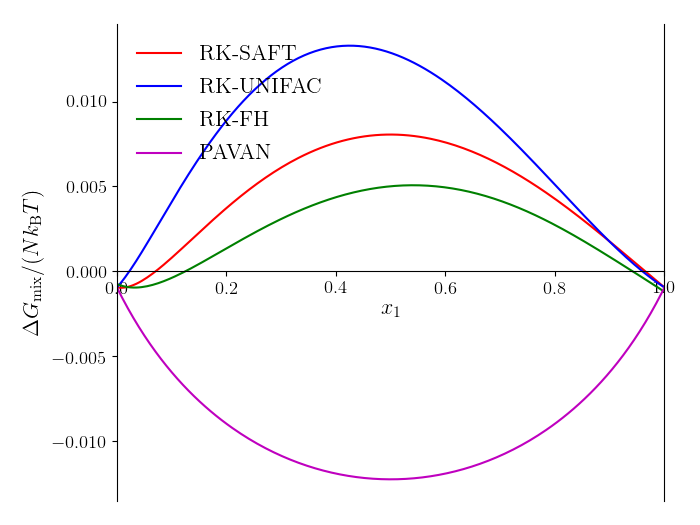 RK-SAFT
RK-UNIFAC
RK-FH
PAVAN
0.010
0.005
0.000
−0.005
−0.010
0.0 0.2 0.4 0.6 0.8 1.0
x₁
ΔG_mix/(Nk_BT)